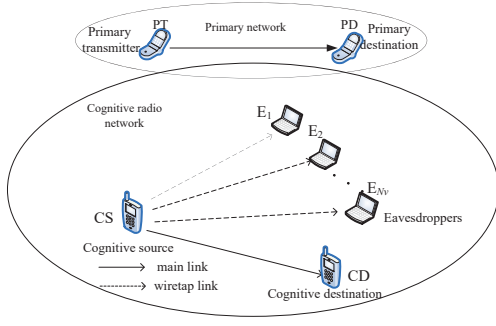 PT
Primary network
PD
Primary
transmitter
Primary
destination
Cognitive radio
network
E1
E2
ENv
Eavesdroppers
CS
Cognitive source
main link
wiretap link
CD
Cognitive destination